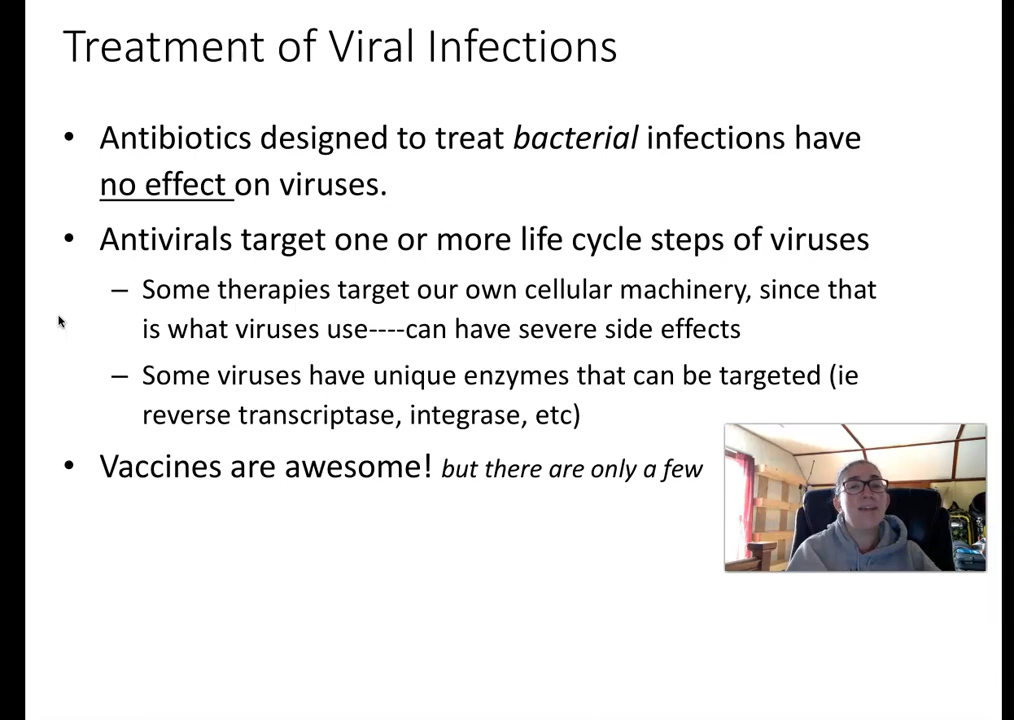 Treatment of Viral Infections
• Antibiotics designed to treat bacterial infections have
no effect on viruses.
• Antivirals target one or more life cycle steps of viruses
– Some therapies target our own cellular machinery, since that
is what viruses use----can have severe side effects
– Some viruses have unique enzymes that can be targeted (ie
reverse transcriptase, integrase, etc)
• Vaccines are awesome! but there are only a few